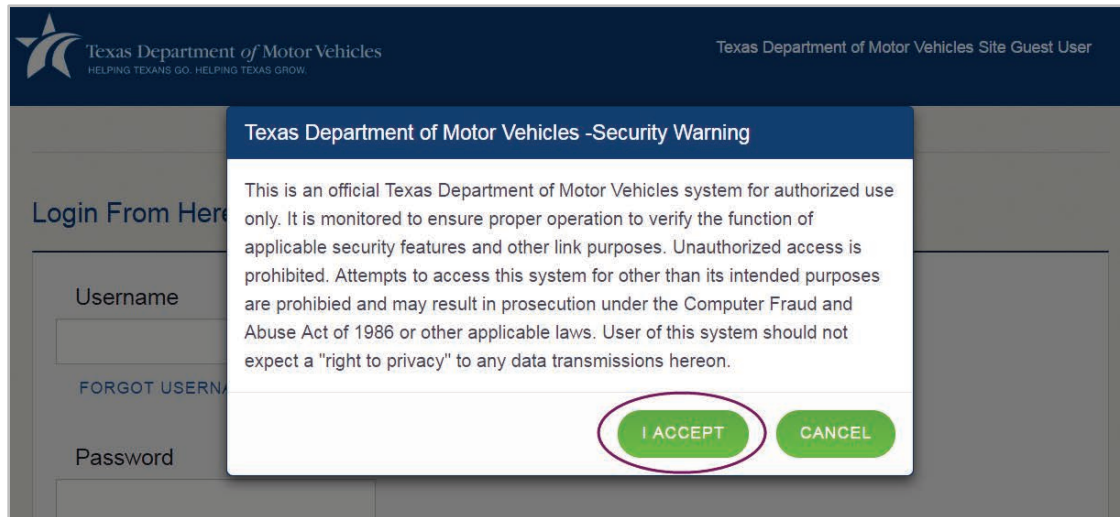 Texas Department of Motor Vehicles
HELPING TEXANS GO. HELPING TEXAS GROW.
Texas Department of Motor Vehicles Site Guest User
Texas Department of Motor Vehicles -Security Warning
This is an official Texas Department of Motor Vehicles system for authorized use
only. It is monitored to ensure proper operation to verify the function of
applicable security features and other link purposes. Unauthorized access is
prohibited. Attempts to access this system for other than its intended purposes
are prohibied and may result in prosecution under the Computer Fraud and
Abuse Act of 1986 or other applicable laws. User of this system should not
expect a "right to privacy" to any data transmissions hereon.
I ACCEPT
CANCEL
Login From Here
Username
FORGOT
Password